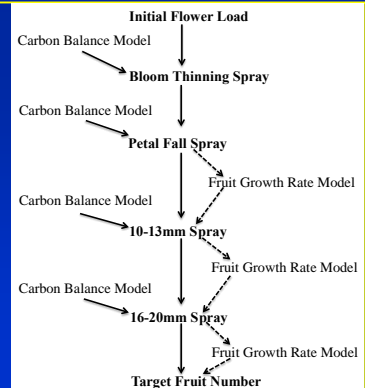 Initial Flower Load
Carbon Balance Model
Bloom Thinning Spray
Carbon Balance Model
Petal Fall Spray
Fruit Growth Rate Model
Carbon Balance Model
10-13mm Spray
Fruit Growth Rate Model
Carbon Balance Model
16-20mm Spray
Fruit Growth Rate Model
Target Fruit Number